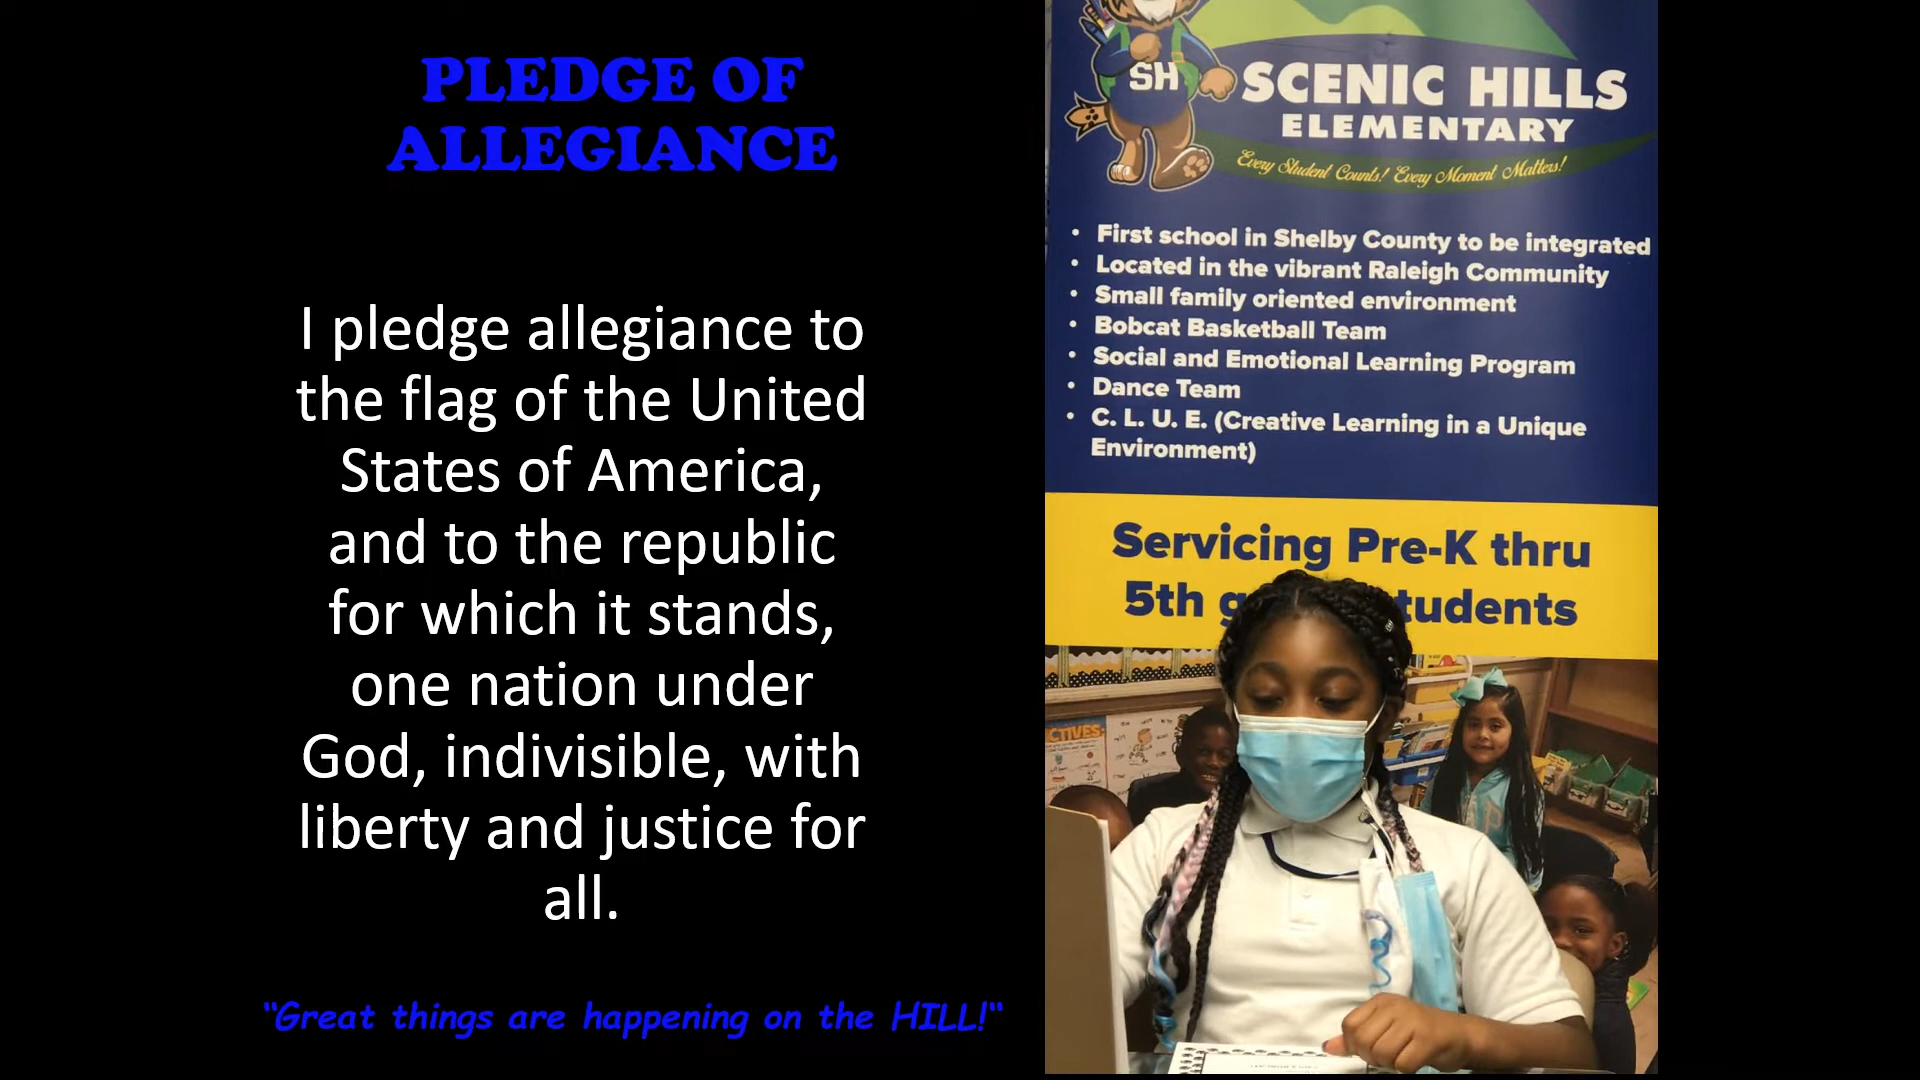 PLEDGE OF
ALLEGIANCE
I pledge allegiance to
the flag of the United
States of America,
and to the republic
for which it stands,
one nation under
God, indivisible, with
liberty and justice for
all.
“Great things are happening on the HILL!“
SH
SCENIC HILLS
ELEMENTARY
Every Student Counts! Every Moment Matters!
• First school in Shelby County to be integrated
• Located in the vibrant Raleigh Community
• Small family oriented environment
• Bobcat Basketball Team
• Social and Emotional Learning Program
• Dance Team
• C. L. U. E. (Creative Learning in a Unique
Environment)
Servicing Pre-K thru
5th g tudents
CTIVES